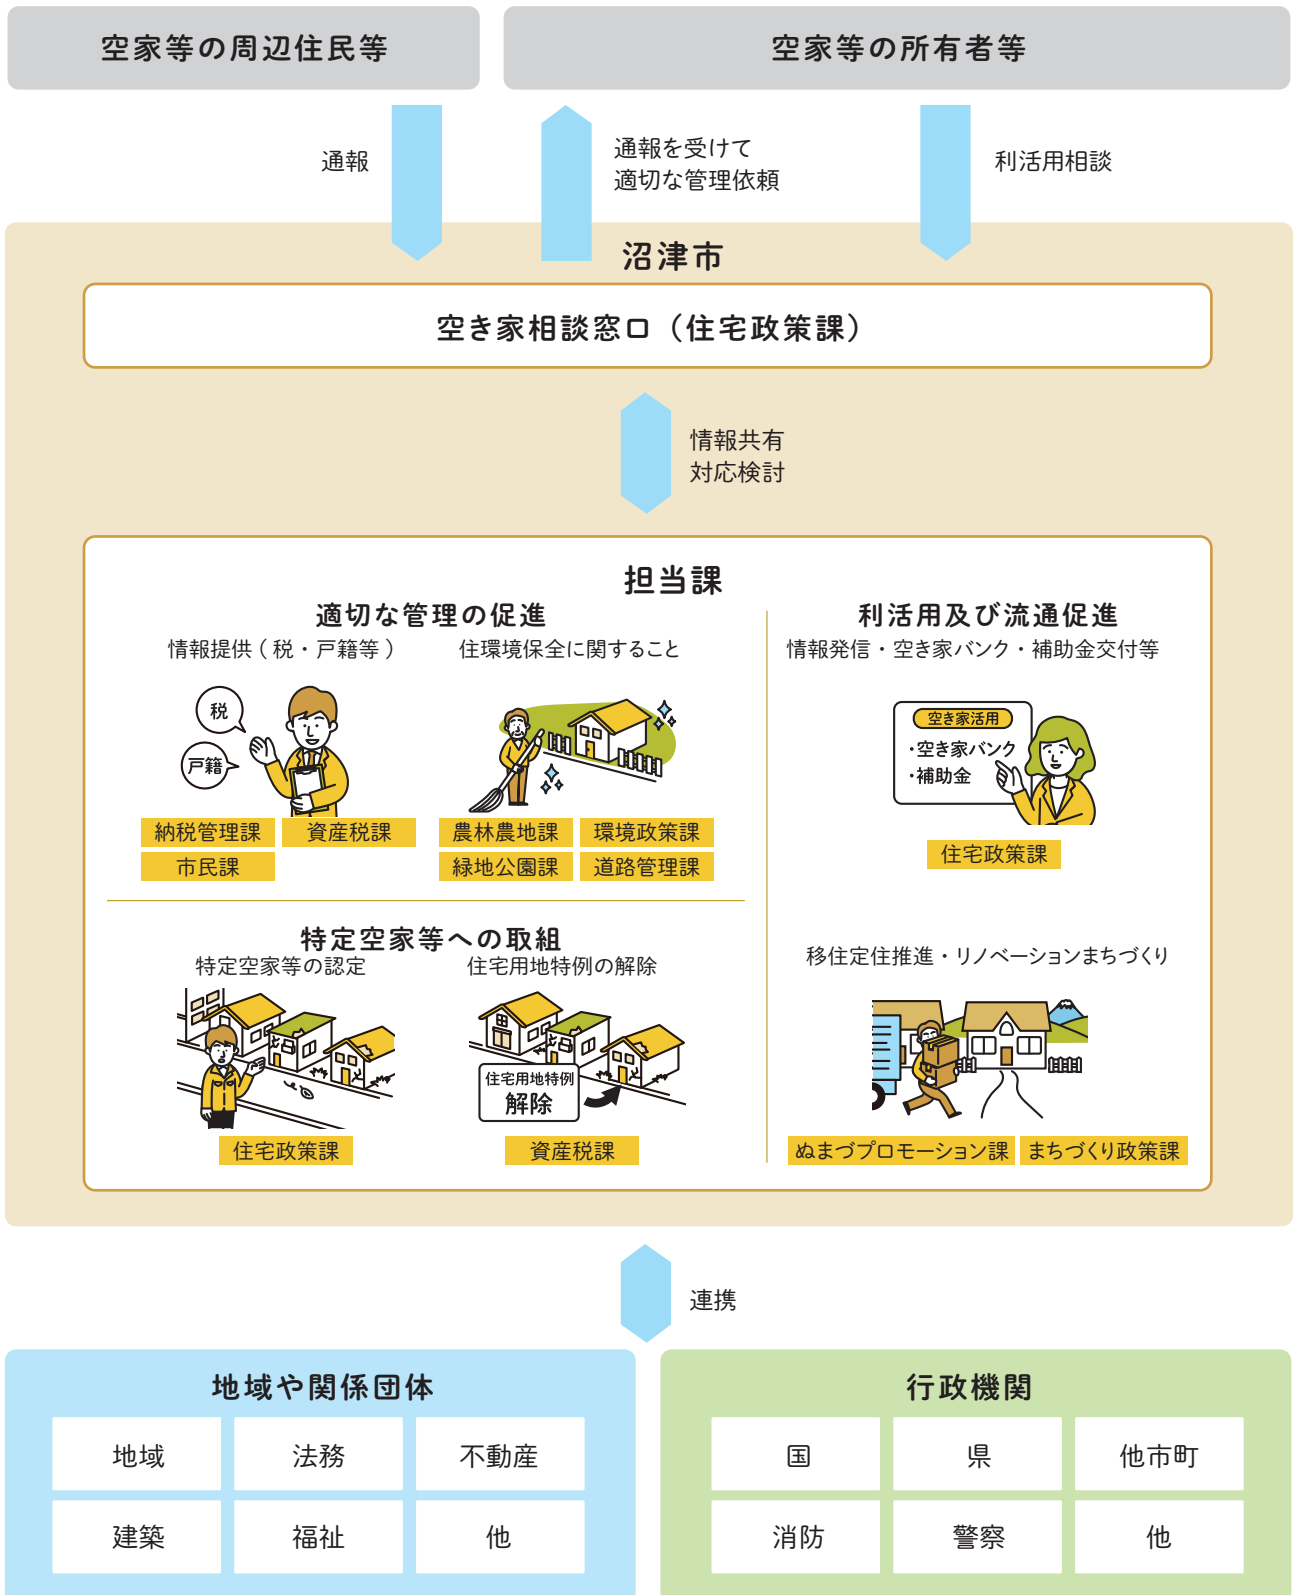 空家等の周辺住民等
空家等の所有者等
通報
通報を受けて
適切な管理依頼
利活用相談
沼津市
空き家相談窓口（住宅政策課）
情報共有
対応検討
担当課
適切な管理の促進
情報提供（税・戸籍等）
住環境保全に関すること
税
戸籍
納税管理課
資産税課
市民課
農林農地課
環境政策課
緑地公園課
道路管理課
利活用及び流通促進
情報発信・空き家バンク・補助金交付等
空き家活用
・空き家バンク
・補助金
住宅政策課
特定空家等への取組
特定空家等の認定
住宅用地特例の解除
住宅用地特例
解除
住宅政策課
資産税課
移住定住推進・リノベーションまちづくり
ぬまづプロモーション課
まちづくり政策課
連携
地域や関係団体
地域
法務
不動産
建築
福祉
他
行政機関
国
県
他市町
消防
警察
他